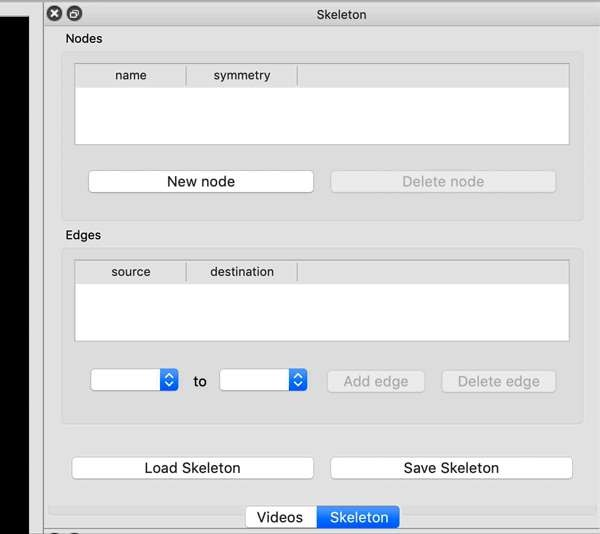 Skeleton
Nodes
name symmetry
New node Delete node
Edges
source destination
to Add edge Delete edge
Load Skeleton Save Skeleton
Videos Skeleton